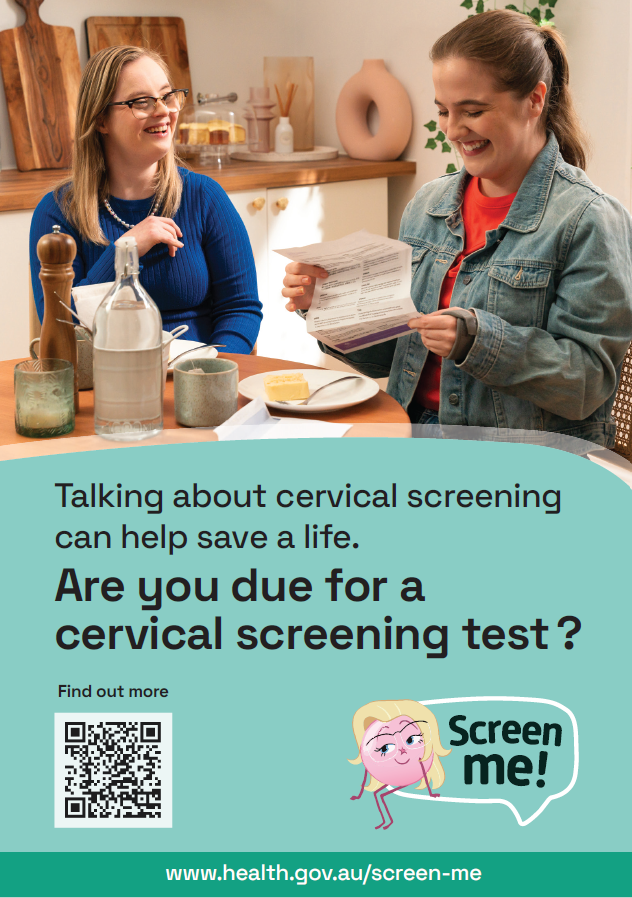 Talking about cervical screening
can help save a life.
Are you due for a
cervical screening test?
Find out more
Screen
me!
www.health.gov.au/screen-me